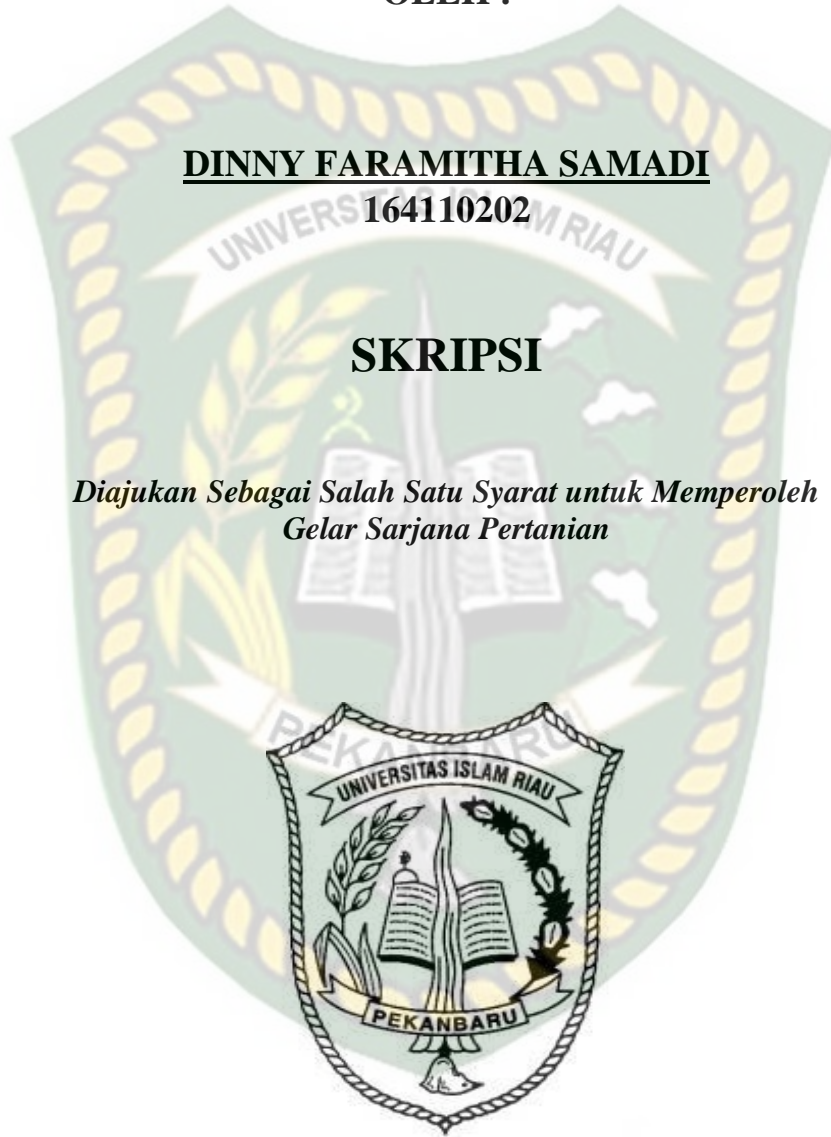 OLEH :
DINNY FARAMITHA SAMADI
164110202
UNIVERSITAS ISLAM RIAU
SKRIPSI
Diajukan Sebagai Salah Satu Syarat untuk Memperoleh
Gelar Sarjana Pertanian
PEKANBARU
UNIVERSITAS ISLAM RIAU
PEKANBARU